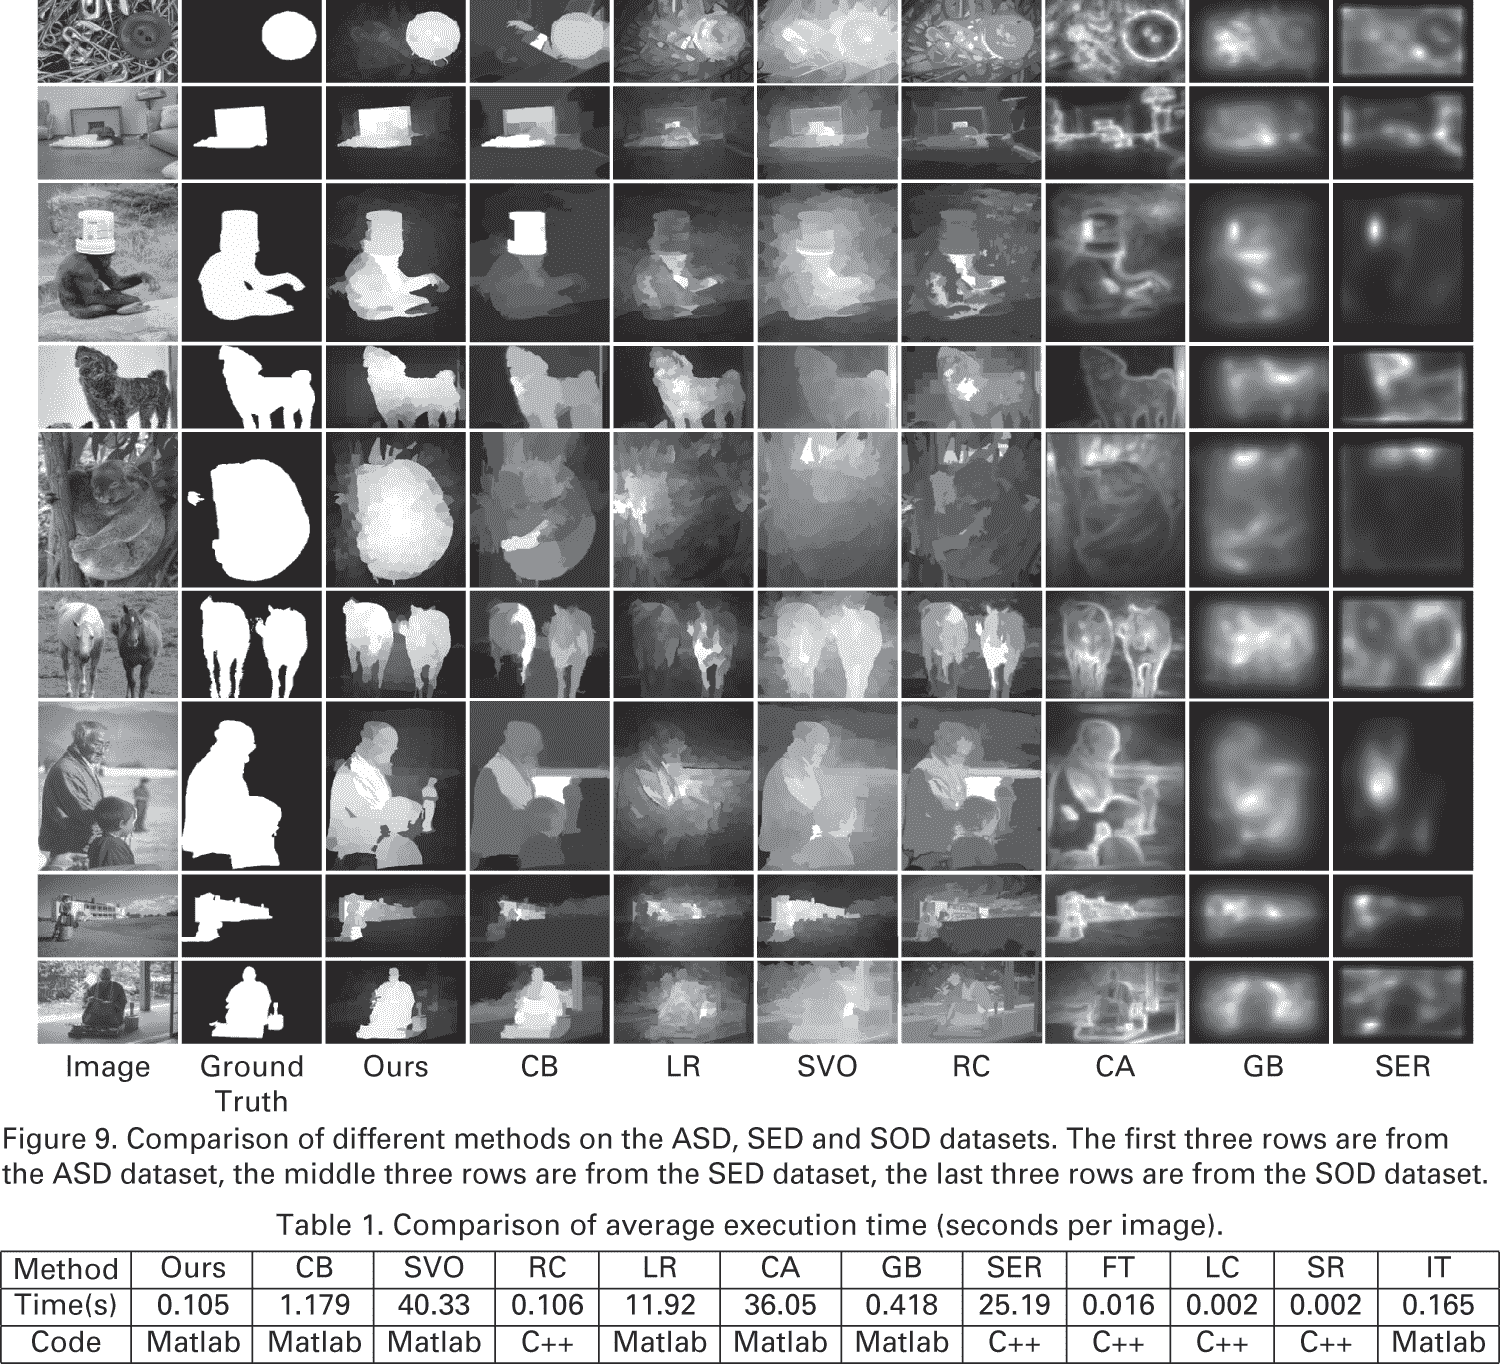 Image Ground Truth Ours CB LR SVO RC CA GB SER
Figure 9. Comparison of different methods on the ASD, SED and SOD datasets. The first three rows are from
the ASD dataset, the middle three rows are from the SED dataset, the last three rows are from the SOD dataset.
Table 1. Comparison of average execution time (seconds per image).
Method Ours CB SVO RC LR CA GB SER FT LC SR IT
Time(s) 0.105 1.179 40.33 0.106 11.92 36.05 0.418 25.19 0.016 0.002 0.002 0.165
Code Matlab Matlab Matlab C++ Matlab Matlab Matlab C++ C++ C++ C++ Matlab